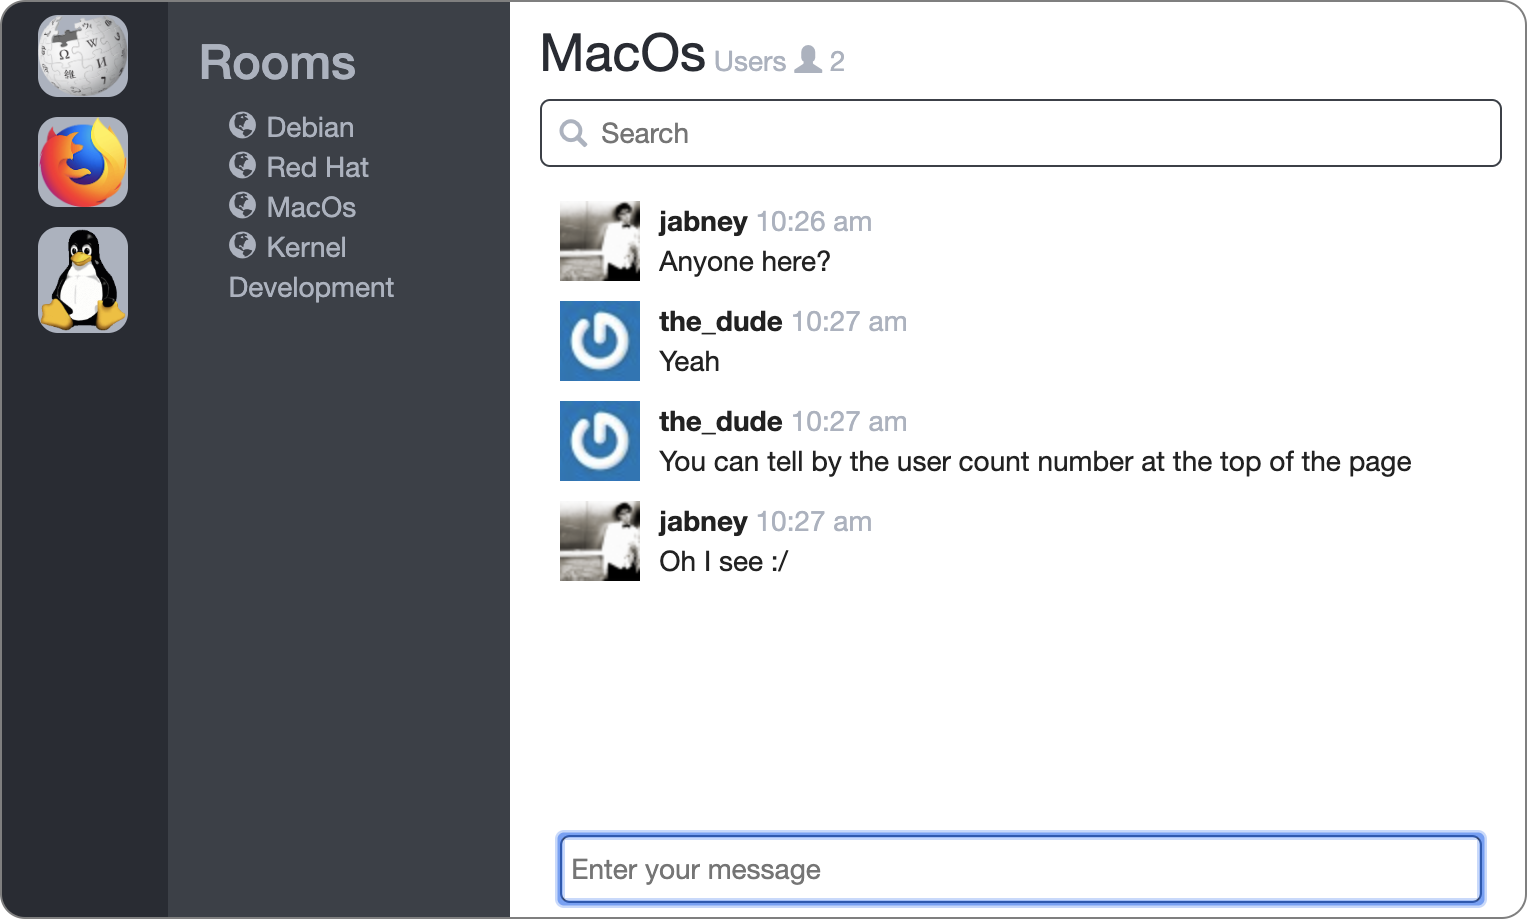 Rooms
Debian
Red Hat
MacOs
Kernel
Development
MacOs Users 2
Search
jabney 10:26 am
Anyone here?
the_dude 10:27 am
Yeah
the_dude 10:27 am
You can tell by the user count number at the top of the page
jabney 10:27 am
Oh I see :/
Enter your message